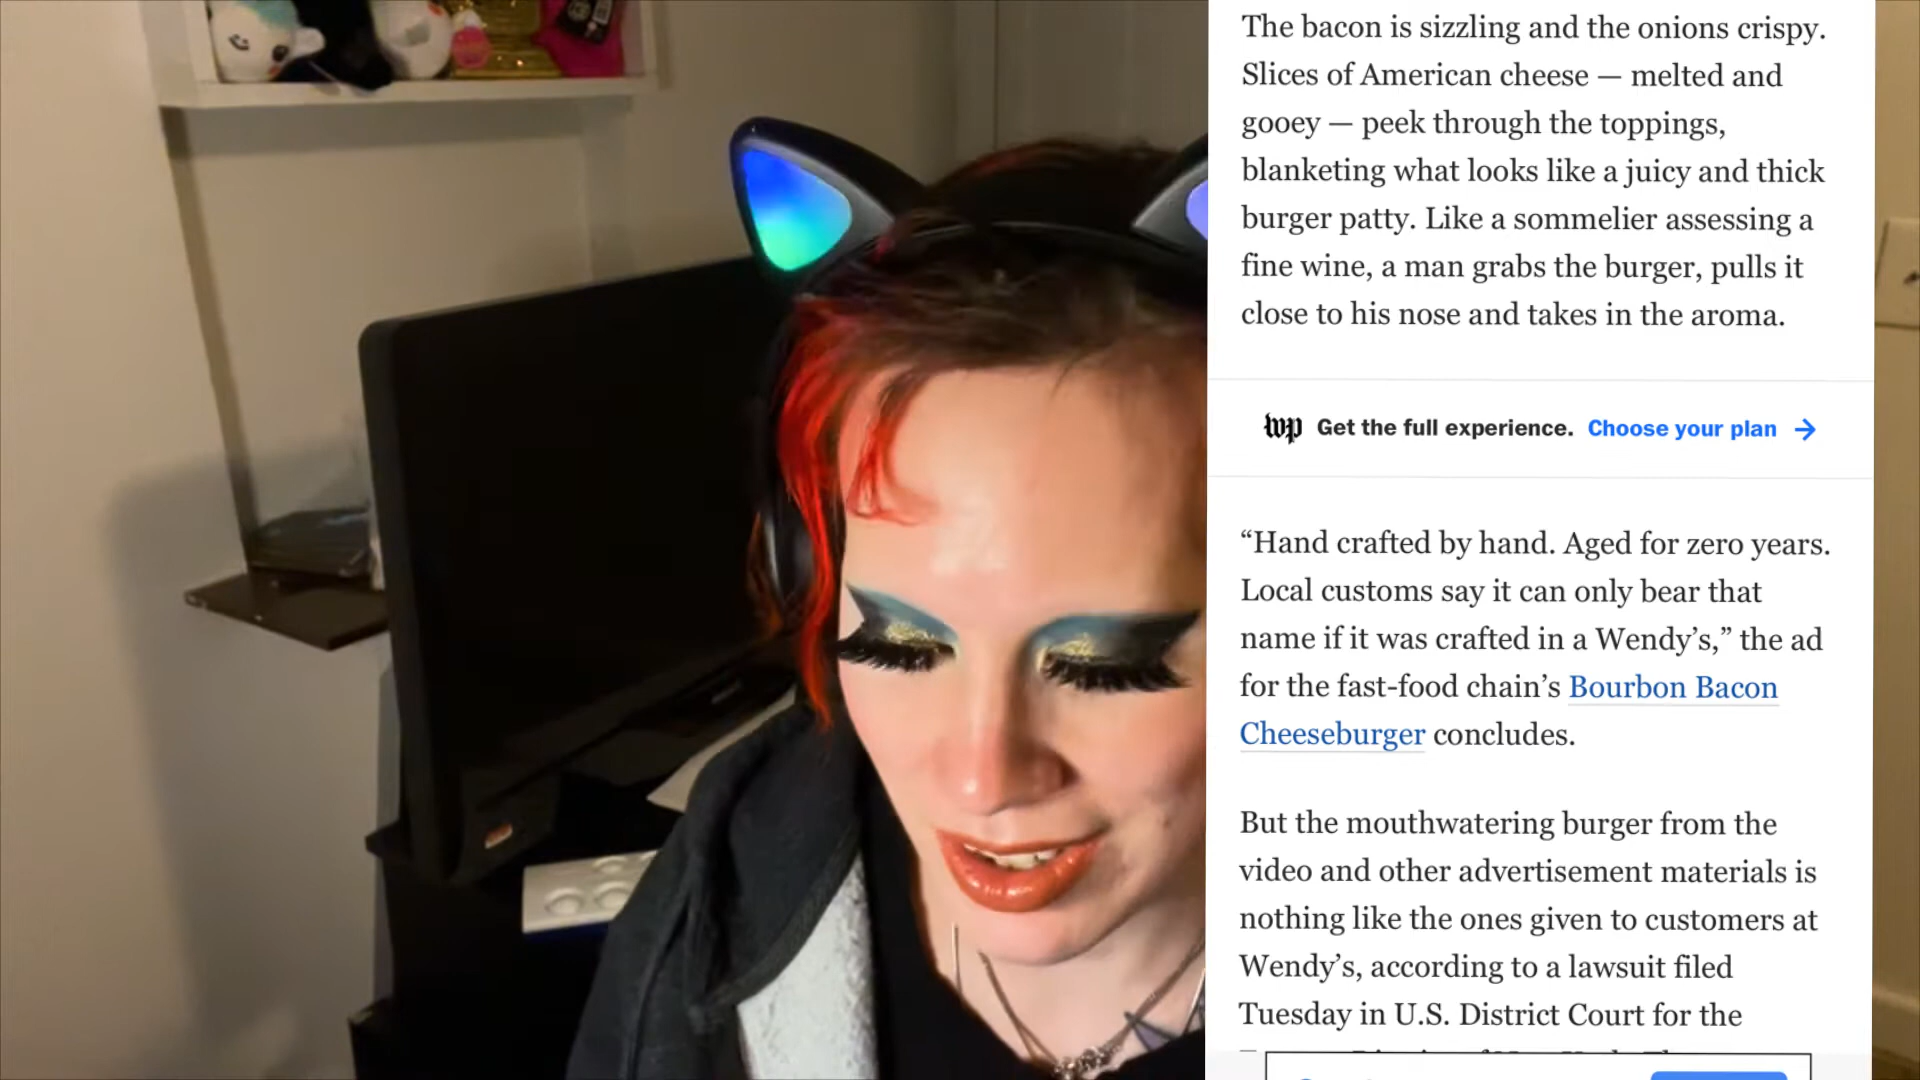 The bacon is sizzling and the onions crispy.
Slices of American cheese — melted and
gooey — peek through the toppings,
blanketing what looks like a juicy and thick
burger patty. Like a sommelier assessing a
fine wine, a man grabs the burger, pulls it
close to his nose and takes in the aroma.
wp Get the full experience. Choose your plan →
“Hand crafted by hand. Aged for zero years.
Local customs say it can only bear that
name if it was crafted in a Wendy’s,” the ad
for the fast-food chain’s Bourbon Bacon
Cheeseburger concludes.
But the mouthwatering burger from the
video and other advertisement materials is
nothing like the ones given to customers at
Wendy’s, according to a lawsuit filed
Tuesday in U.S. District Court for the